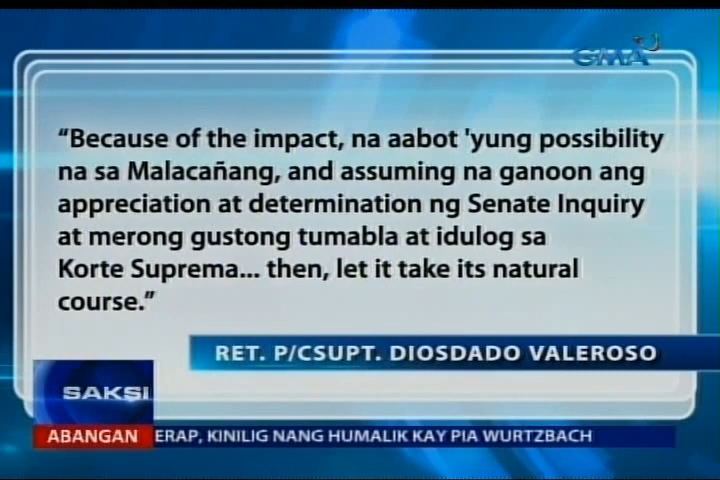 GMA
“Because of the impact, na aabot 'yung possibility
na sa Malacañang, and assuming na ganoon ang
appreciation at determination ng Senate Inquiry
at merong gustong tumabla at idulog sa
Korte Suprema... then, let it take its natural
course.”
RET. P/CSUPT. DIOSDADO VALEROSO
SAKSI
ABANGAN ERAP, KINILIG NANG HUMALIK KAY PIA WURTZBACH